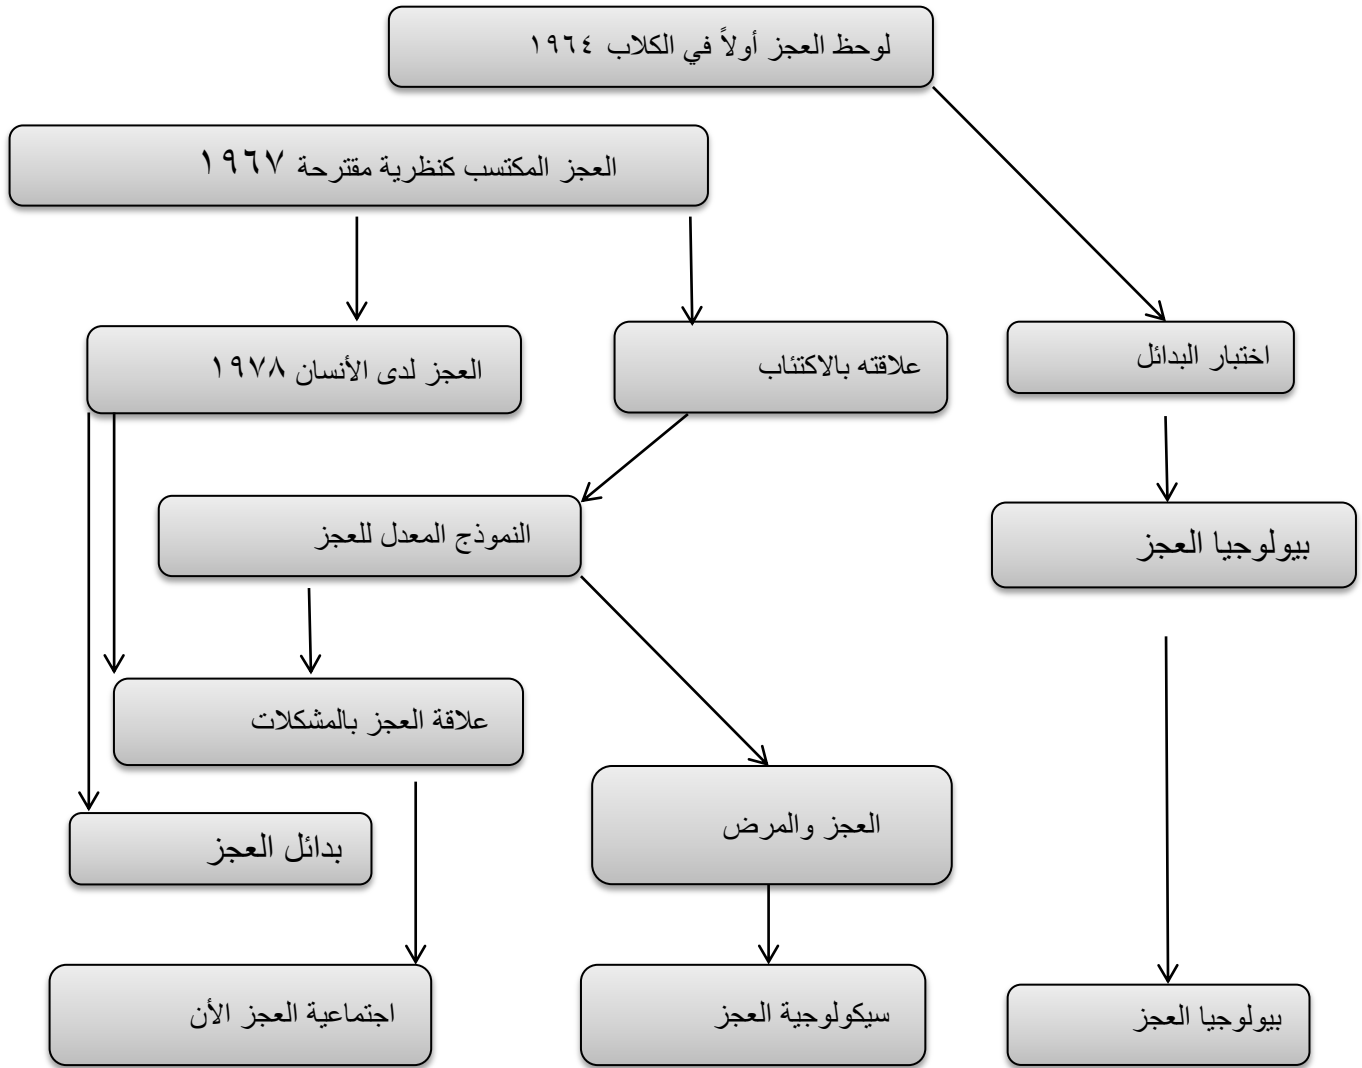 لوحظ العجز أولاً في الكلاب ١٩٦٤
العجز المكتسب كنظرية مقترحة ١٩٦٧
اختبار البدائل
علاقته بالاكتئاب
العجز لدى الأنسان ١٩٧٨
بيولوجيا العجز
النموذج المعدل للعجز
علاقة العجز بالمشكلات
العجز والمرض
بدائل العجز
بيولوجيا العجز
سيكولوجية العجز
اجتماعية العجز الأن